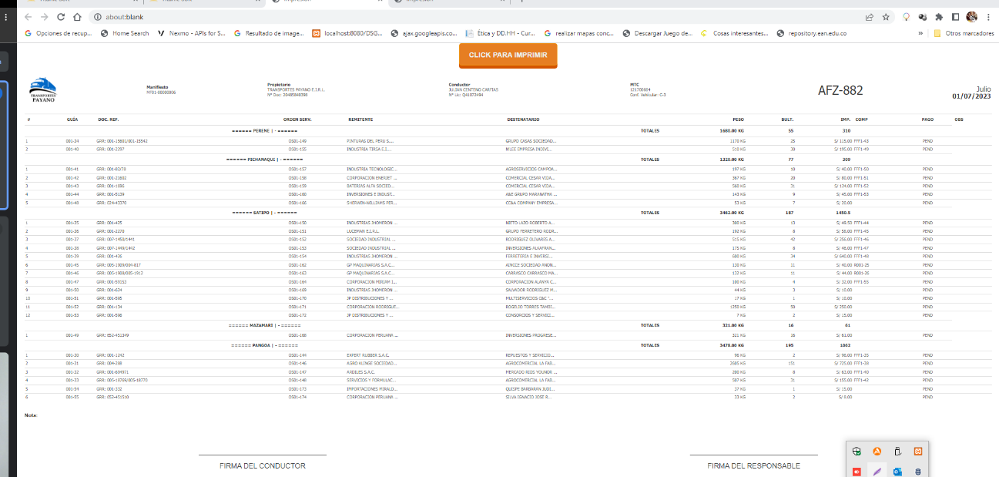 about:blank
Opciones de recup... Home Search Nexmo - APIs for S... Resultado de image... localhost:8080/DSG... ajax.googleapis.co... Ética y DD.HH - Cur... realizar mapas conc... Descargar Juego de... Cosas interesantes... repository.ean.edu.co » Otros marcadores
CLICK PARA IMPRIMIR
TRANSPORTES PAYANO
Manifiesto
MF01-00000006
Propietario
TRANSPORTES PAYANO E.I.R.L.
N° Doc: 20485840398
Conductor
JULIAN CENTENO CARFIAS
N° Lic: Q41072494
MTC
121700664
Conf. Vehicular: C-2
AFZ-882
Julio
01/07/2023
# GUÍA DOC. REF. ORDEN SERV. REMITENTE DESTINATARIO PESO BULT. IMP. COMP PAGO OBS
====== PERENE | - ====== TOTALES 1680.00 KG 55 310
1 001-34 GRR: 001-15801/001-15542 OS01-149 PINTURAS DEL PERU S.... GRUPO CASAS SOCIEDAD... 1170 KG 25 S/ 115.00 FFF1-43 PEND
2 001-40 GRR: 001-2297 OS01-155 INDUSTRIA TIRSA E.I... N'LEE EMPRESA INDIVI... 510 KG 30 S/ 195.00 FFF1-49 PEND
====== PICHANAQUI | - ====== TOTALES 1320.00 KG 77 309
1 001-41 GRR: 001-83/78 OS01-157 INDUSTRIA TECNOLOGIC... AGROSERVICIOS CAMPOA... 197 KG 10 S/ 40.00 FFF1-50 PEND
2 001-42 GRR: 001-21602 OS01-158 CORPORACION ENERJET ... COMERCIAL CESAR VIDA... 367 KG 20 S/ 80.00 FFF1-51 PEND
3 001-43 GRR: 001-1696 OS01-159 BATERIAS ALFA SOCIED... COMERCIAL CESAR VIDA... 560 KG 31 S/ 124.00 FFF1-52 PEND
4 001-44 GRR: 001-5139 OS01-160 INVERSIONES E INDUST... A&E GRUPO MARANATHA ... 143 KG 9 S/ 45.00 FFF1-53 PEND
5 001-48 GRR: 024-43370 OS01-166 SHERWIN-WILLIAMS PER... CC&A COMPANY EMPRESA... 53 KG 7 S/ 20.00 PEND
====== SATIPO | - ====== TOTALES 3462.00 KG 187 1450.5
1 001-35 GRR: 001-425 OS01-150 INDUSTRIAS JHOMERON ... NIETO LAZO ROBERTO A... 300 KG 13 S/ 49.50 FFF1-44 PEND
2 001-36 GRR: 001-2270 OS01-151 LUCEMAN E.I.R.L. GRUPO FERRETERO RODR... 192 KG 8 S/ 58.00 FFF1-45 PEND
3 001-37 GRR: 007-1450/1441 OS01-152 SOCIEDAD INDUSTRIAL ... RODRIGUEZ OLIVARES A... 515 KG 42 S/ 256.00 FFF1-46 PEND
4 001-38 GRR: 007-1449/1442 OS01-153 SOCIEDAD INDUSTRIAL ... INVERSIONES ALKAFRAN... 175 KG 8 S/ 48.00 FFF1-47 PEND
5 001-39 GRR: 001-426 OS01-154 INDUSTRIAS JHOMERON ... FERRETERIA E INVERSI... 600 KG 34 S/ 640.00 FFF1-48 PEND
6 001-45 GRR: 005-1909/004-817 OS01-162 GP MAQUINARIAS S.A.C... AINCCE SOCIEDAD ANON... 130 KG 11 S/ 40.00 R001-25 PEND
7 001-46 GRR: 005-1908/005-1912 OS01-163 GP MAQUINARIAS S.A.C... CARRASCO CARRASCO MA... 132 KG 11 S/ 44.00 R001-26 PEND
8 001-47 GRR: 001-59153 OS01-164 CORPORACION MIRIAM I... CORPORACION ALANYA C... 100 KG 4 S/ 32.00 FFF1-55 PEND
9 001-50 GRR: 001-624 OS01-169 INDUSTRIAS JHOMERON ... SALVADOR RODRIGUEZ M... 44 KG 3 S/ 10.00 PEND
10 001-51 GRR: 001-595 OS01-170 JP DISTRIBUCIONES Y ... MULTISERVICIOS C&C "... 17 KG 1 S/ 10.00 PEND
11 001-52 GRR: 001-134 OS01-171 CORPORACION RODRIGUE... ROGELIO TORRES TAMBI... 1250 KG 50 S/ 250.00 PEND
12 001-53 GRR: 001-596 OS01-172 JP DISTRIBUCIONES Y ... CONSORCIOS Y SERVICI... 7 KG 2 S/ 15.00 PEND
====== MAZAMARI | - ====== TOTALES 321.00 KG 16 61
1 001-49 GRR: 652-451349 OS01-168 CORPORACION PERUANA ... INVERSIONES PROGRESE... 321 KG 16 S/ 61.00 PEND
====== PANGOA | - ====== TOTALES 3478.00 KG 195 1062
1 001-30 GRR: 001-1242 OS01-144 EXPERT RUBBER S.A.C. REPUESTOS Y SERVICIO... 96 KG 2 S/ 96.00 FFF1-35 PEND
2 001-31 GRR: 004-288 OS01-146 AGRO KLINGE SOCIEDAD... AGROCOMERCIAL LA FAB... 2605 KG 151 S/ 725.00 FFF1-38 PEND
3 001-32 GRR: 001-694971 OS01-147 ARDILES S.A.C. MERCADO RIOS YOUNOR ... 200 KG 8 S/ 63.00 FFF1-40 PEND
4 001-33 GRR: 005-18769/005-18770 OS01-148 SERVICIOS Y FORMULAC... AGROCOMERCIAL LA FAB... 507 KG 31 S/ 155.00 FFF1-42 PEND
5 001-54 GRR: 001-332 OS01-173 IMPORTACIONES MIRALD... QUISPE BARBARAN JUDI... 37 KG 1 S/ 15.00 PEND
6 001-55 GRR: 652-451510 OS01-174 CORPORACION PERUANA ... SILVA IGNACIO JOSE R... 33 KG 2 S/ 8.00 PEND
Nota:
FIRMA DEL CONDUCTOR FIRMA DEL RESPONSABLE